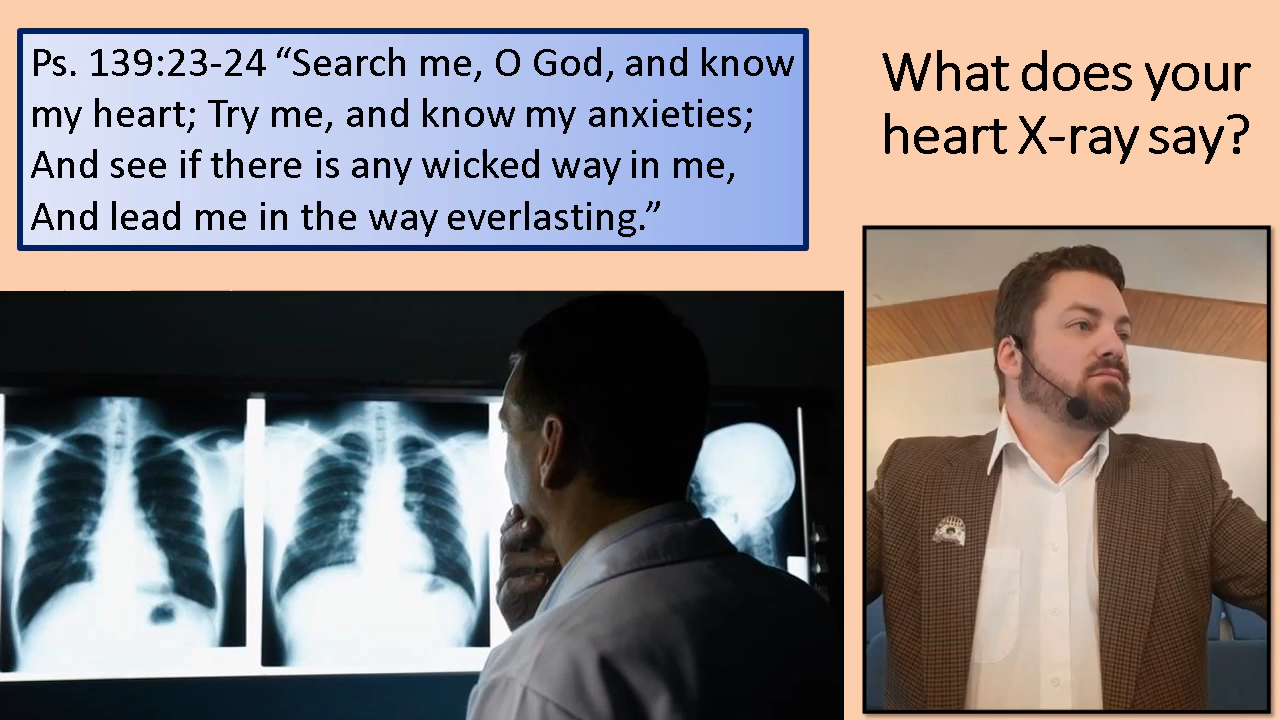 Ps. 139:23-24 “Search me, O God, and know
my heart; Try me, and know my anxieties;
And see if there is any wicked way in me,
And lead me in the way everlasting.”
What does your
heart X-ray say?